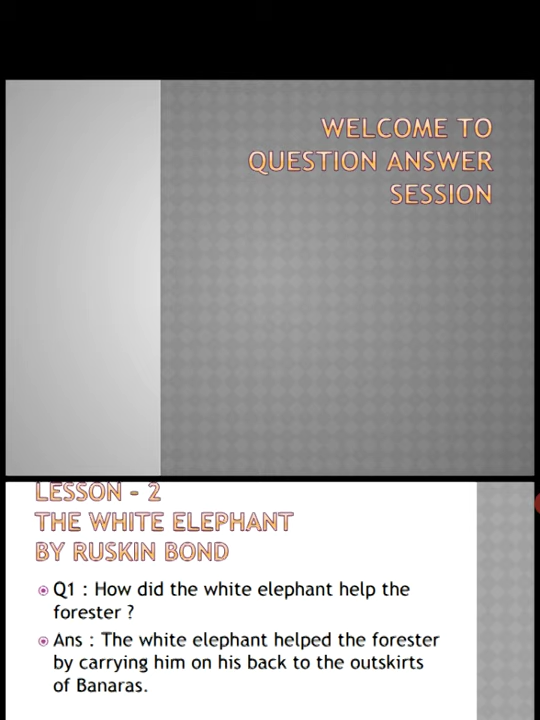 WELCOME TO
QUESTION ANSWER
SESSION
LESSON - 2
THE WHITE ELEPHANT
BY RUSKIN BOND
Q1 : How did the white elephant help the
forester ?
Ans : The white elephant helped the forester
by carrying him on his back to the outskirts
of Banaras.